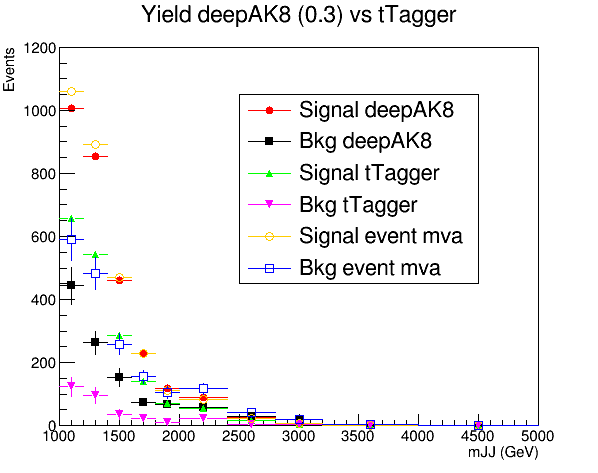 Yield deepAK8 (0.3) vs tTagger
Events
1200
1000
800
600
400
200
0
Signal deepAK8
Bkg deepAK8
Signal tTagger
Bkg tTagger
Signal event mva
Bkg event mva
1000 1500 2000 2500 3000 3500 4000 4500 5000
mJJ (GeV)